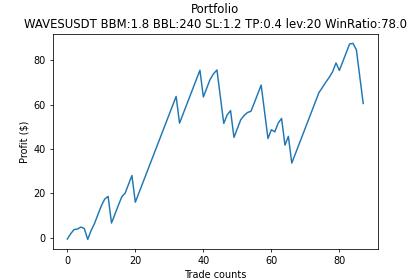 Portfolio
WAVESUSDT BBM:1.8 BBL:240 SL:1.2 TP:0.4 lev:20 WinRatio:78.0
80
60
40
20
0
Profit ($)
0
20
40
60
80
Trade counts